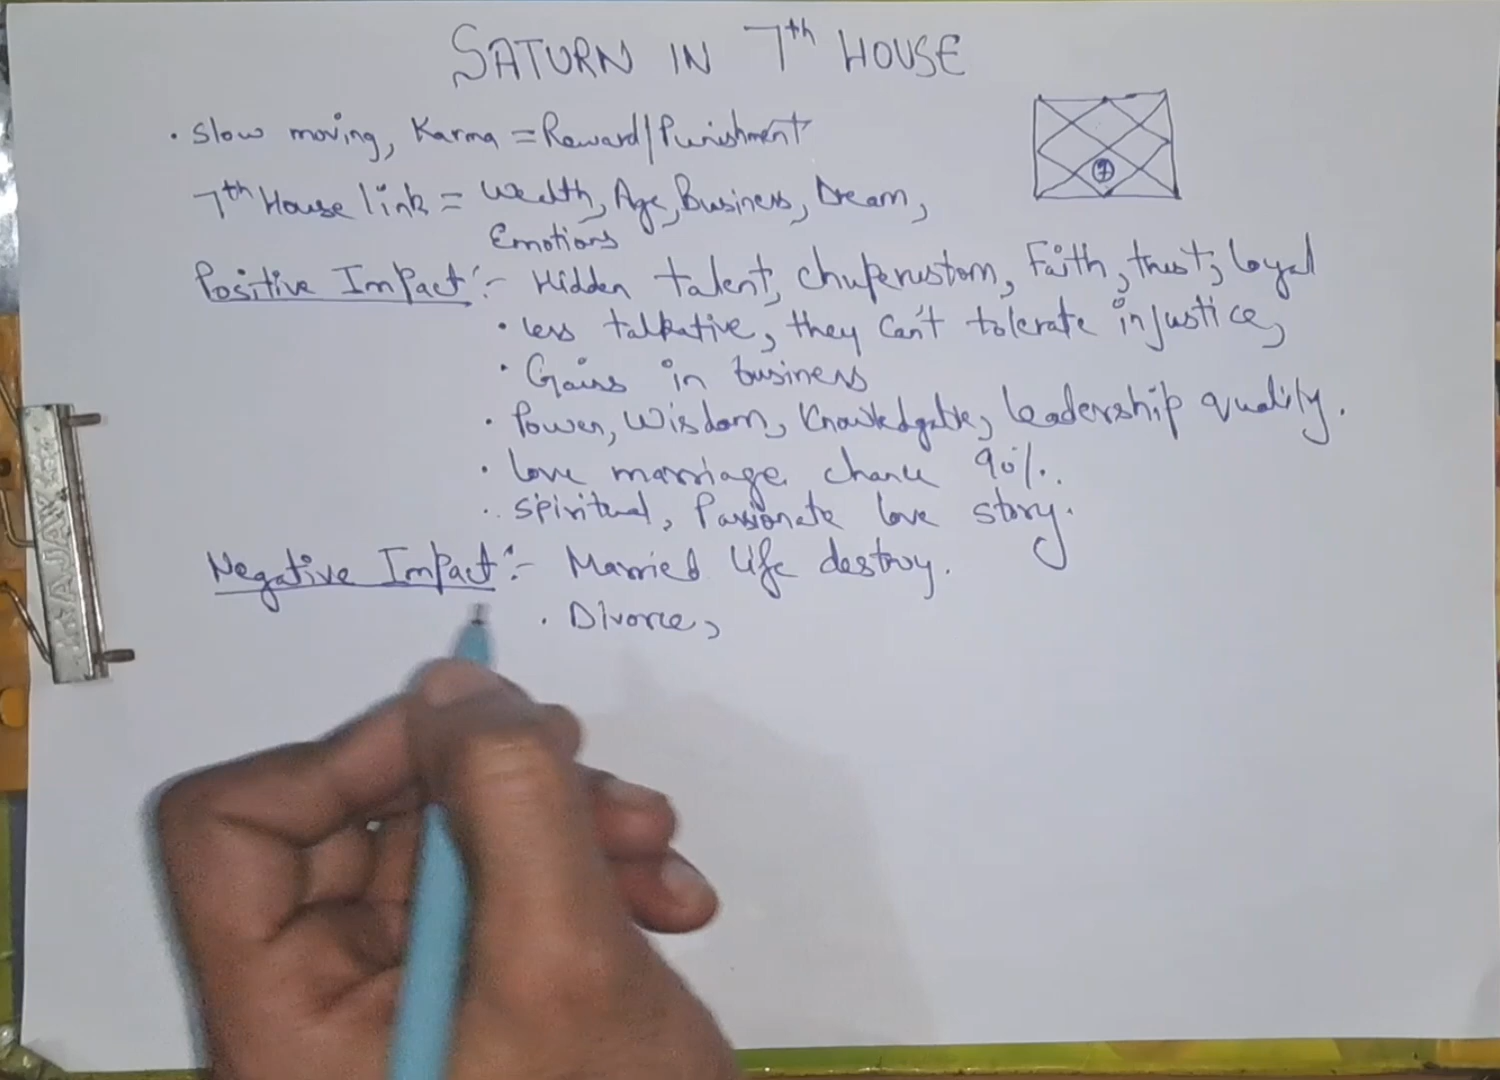 SATURN IN 7th HOUSE
• Slow moving, Karma = Reward/Punishment
7th House link = Wealth, Age, Business, Dream,
Emotions
7
Positive Impact :- Hidden talent, chuperustom, Faith, trust, loyal
• less talkative, they can't tolerate injustice,
• Gains in business
• Power, Wisdom, Knowledgable, leadership quality.
• love marriage chance 90%.
• Spiritual, Passionate love story.
Negative Impact :- Married life destroy.
• Divorce,